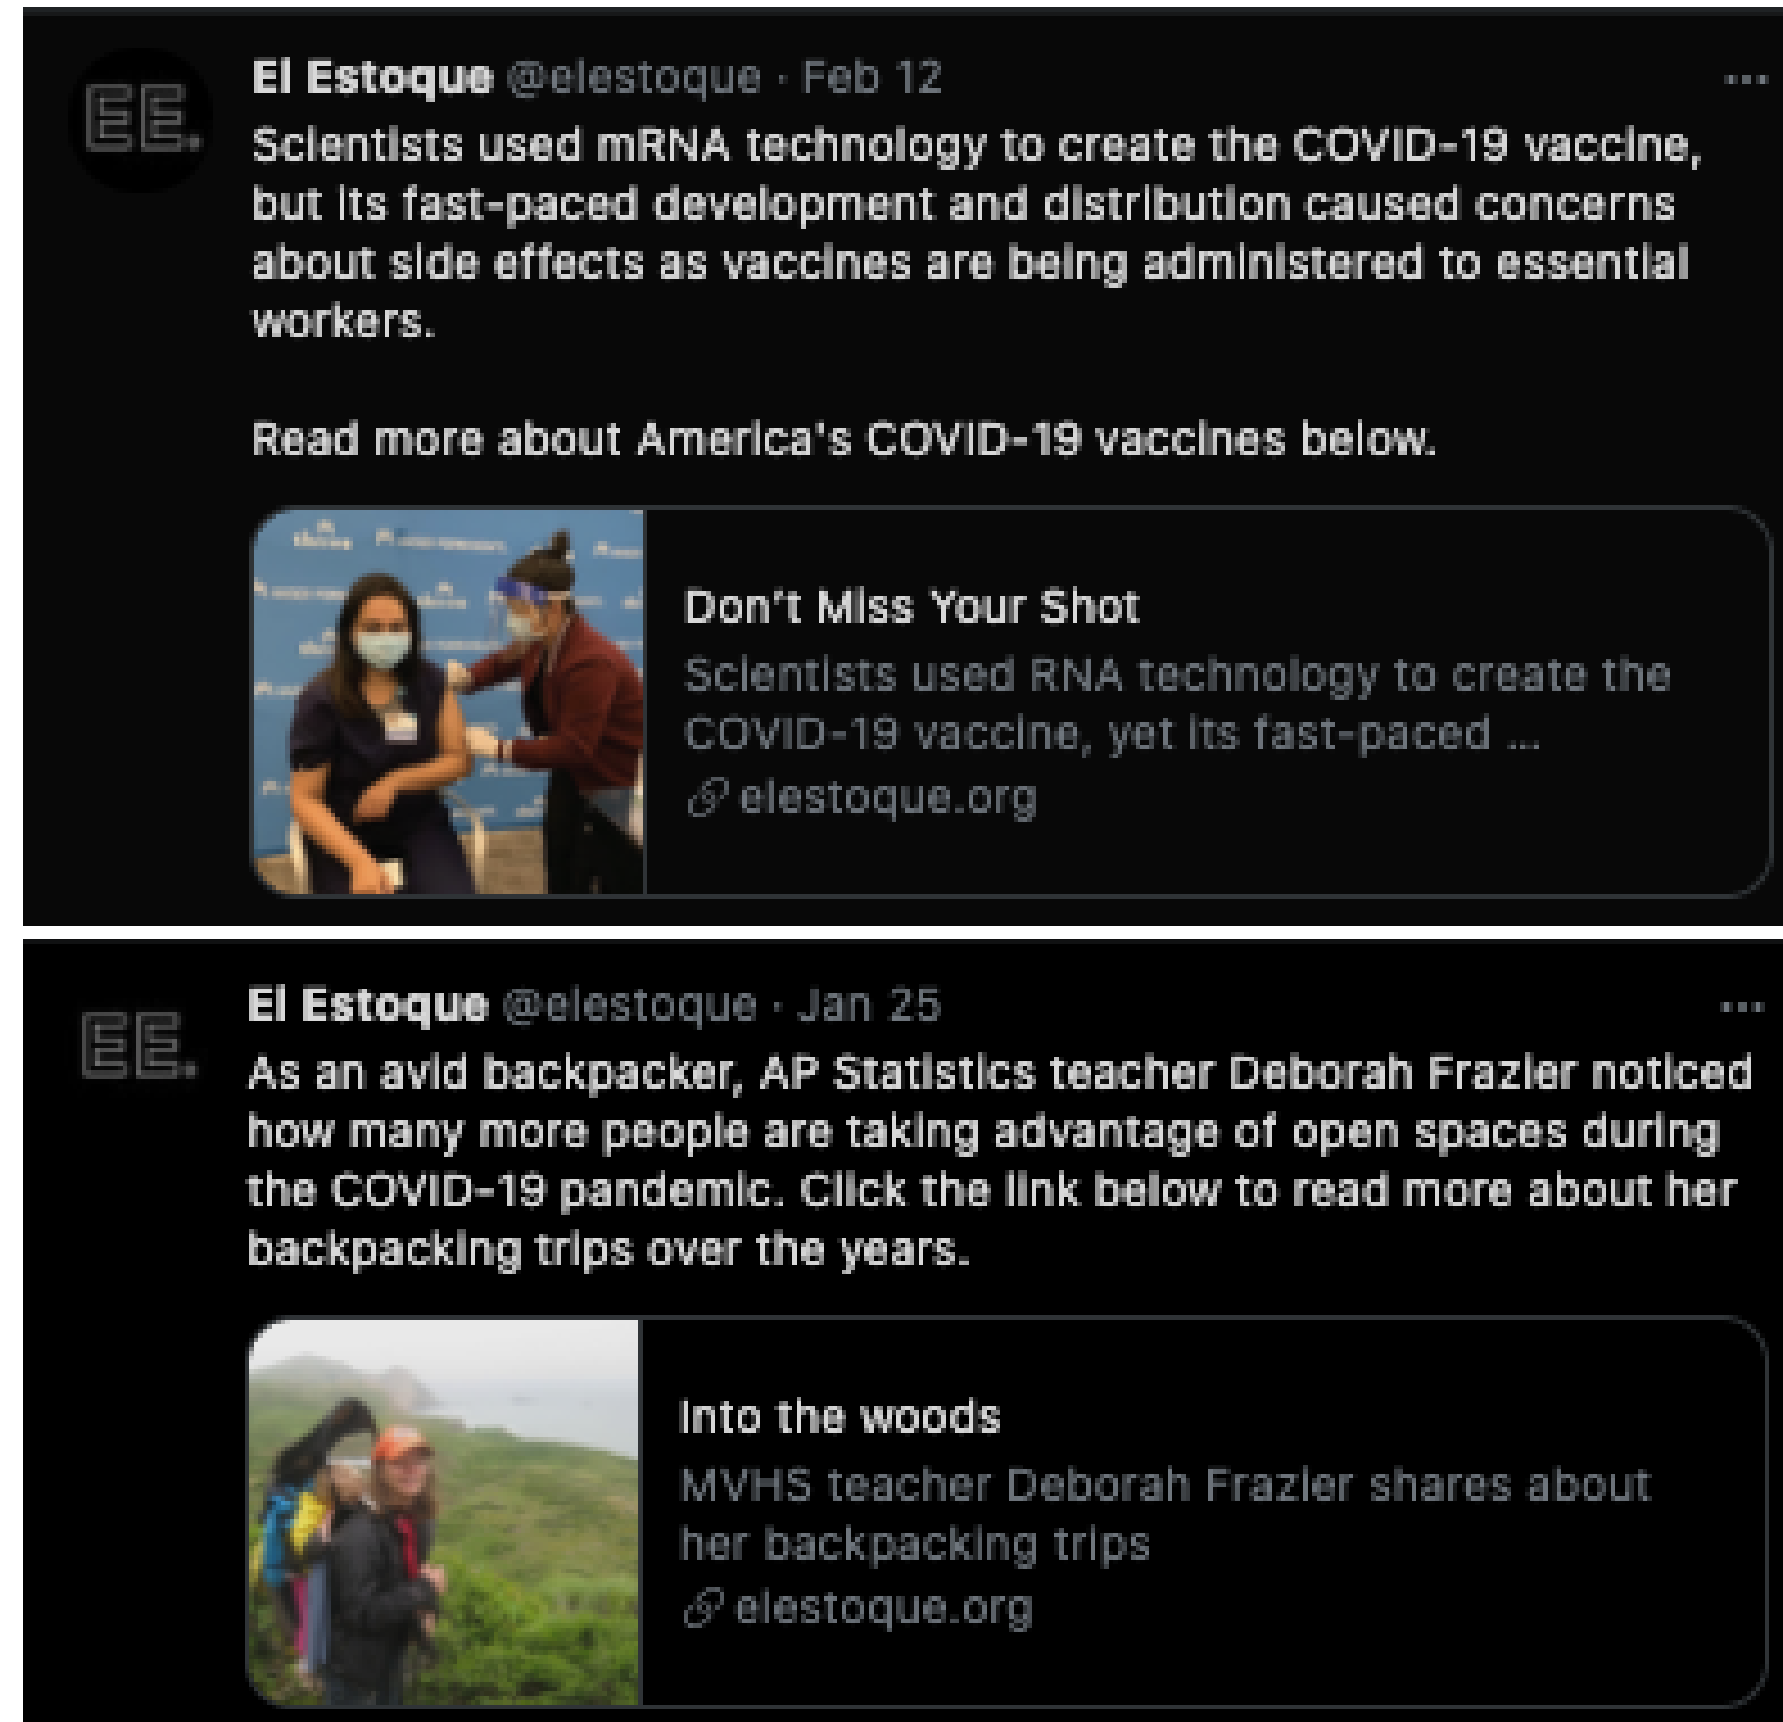 El Estoque @elestoque · Feb 12 ...
EE.
Scientists used mRNA technology to create the COVID-19 vaccine,
but its fast-paced development and distribution caused concerns
about side effects as vaccines are being administered to essential
workers.
Read more about America's COVID-19 vaccines below.
Don't Miss Your Shot
Scientists used RNA technology to create the
COVID-19 vaccine, yet its fast-paced ...
elestoque.org
El Estoque @elestoque · Jan 25 ...
EE.
As an avid backpacker, AP Statistics teacher Deborah Frazier noticed
how many more people are taking advantage of open spaces during
the COVID-19 pandemic. Click the link below to read more about her
backpacking trips over the years.
Into the woods
MVHS teacher Deborah Frazier shares about
her backpacking trips
elestoque.org